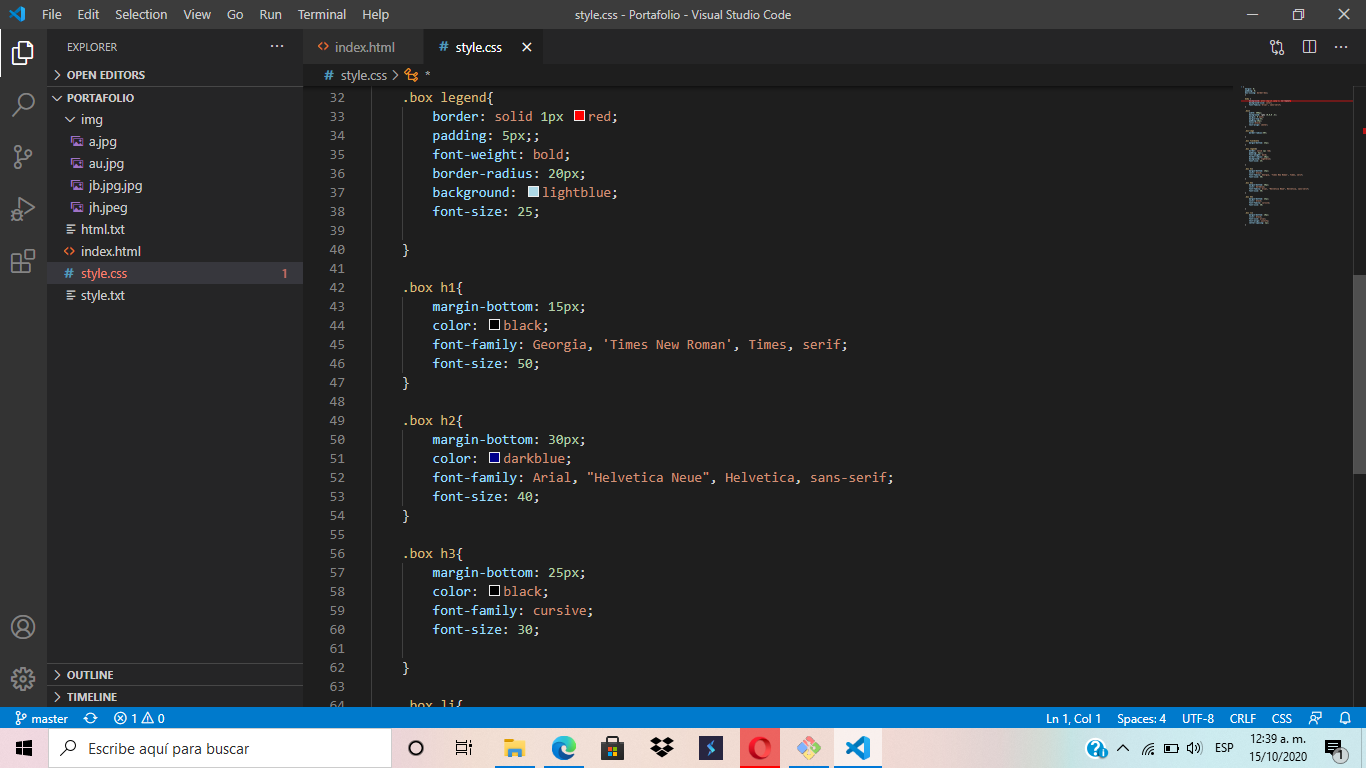 File Edit Selection View Go Run Terminal Help
style.css - Portafolio - Visual Studio Code
EXPLORER
OPEN EDITORS
PORTAFOLIO
img
a.jpg
au.jpg
jb.jpg.jpg
jh.jpeg
html.txt
index.html
style.css 1
style.txt
OUTLINE
TIMELINE
index.html
# style.css
# style.css > *
32 .box legend{
33 border: solid 1px red;
34 padding: 5px;;
35 font-weight: bold;
36 border-radius: 20px;
37 background: lightblue;
38 font-size: 25;
39
40 }
41
42 .box h1{
43 margin-bottom: 15px;
44 color: black;
45 font-family: Georgia, 'Times New Roman', Times, serif;
46 font-size: 50;
47 }
48
49 .box h2{
50 margin-bottom: 30px;
51 color: darkblue;
52 font-family: Arial, "Helvetica Neue", Helvetica, sans-serif;
53 font-size: 40;
54 }
55
56 .box h3{
57 margin-bottom: 25px;
58 color: black;
59 font-family: cursive;
60 font-size: 30;
61
62 }
63
64 .box li{
master 1 0
Ln 1, Col 1 Spaces: 4 UTF-8 CRLF CSS
Escribe aquí para buscar
ESP
12:39 a. m.
15/10/2020
1